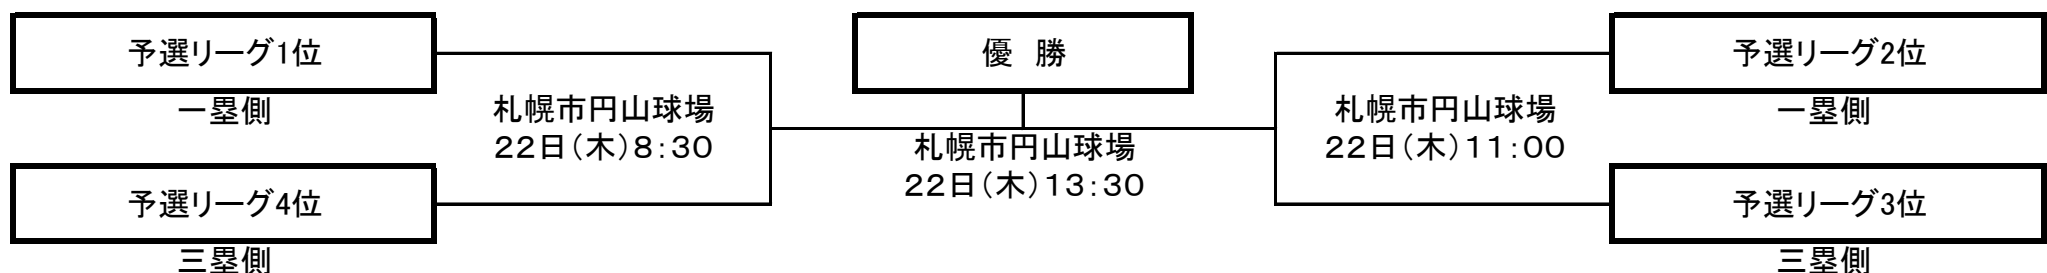 予選リーグ1位
一塁側
札幌市円山球場
22日(木)8:30
予選リーグ4位
三塁側
優 勝
札幌市円山球場
22日(木)13:30
札幌市円山球場
22日(木)11:00
予選リーグ2位
一塁側
予選リーグ3位
三塁側